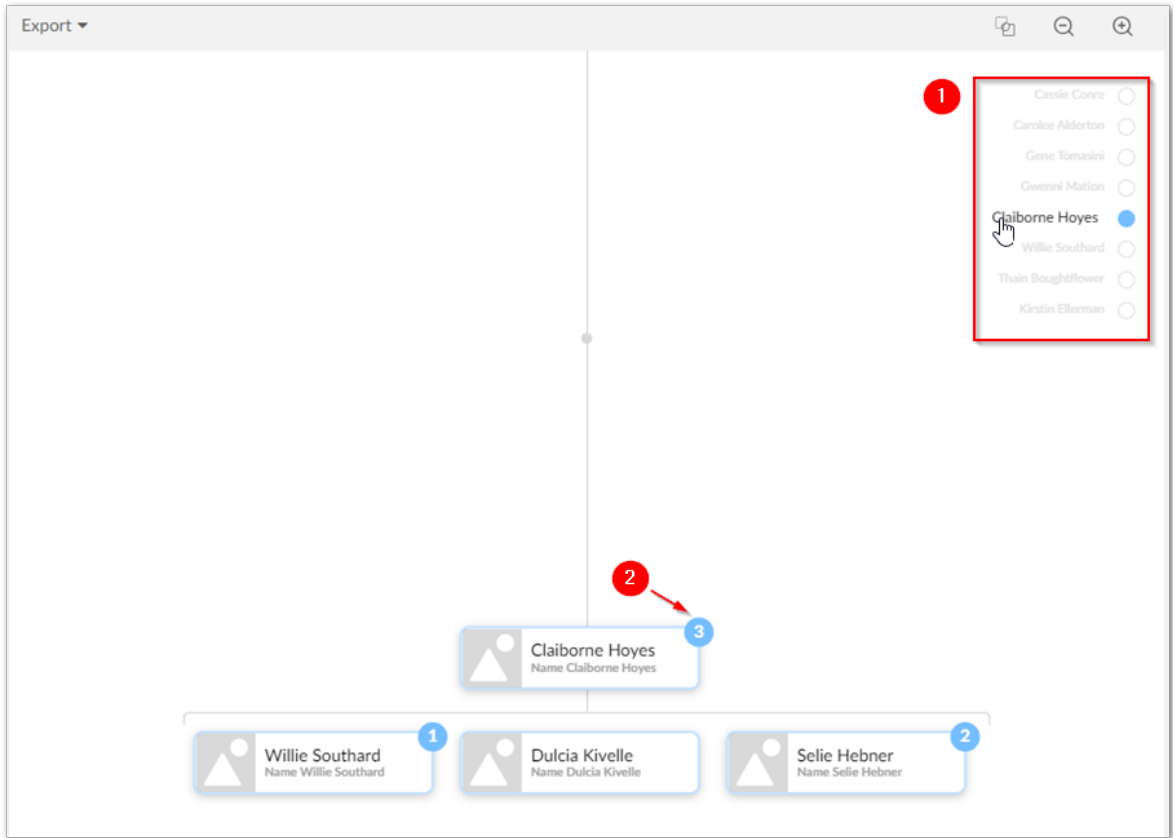 Export
1
Cassie Conre
Carolee Alderton
Gene Tomasini
Gwenni Mation
Claiborne Hoyes
Willie Southard
Thain Boughtflower
Kirstin Ellerman
2
3
Claiborne Hoyes
Name Claiborne Hoyes
1
Willie Southard
Name Willie Southard
Dulcia Kivelle
Name Dulcia Kivelle
2
Selie Hebner
Name Selie Hebner